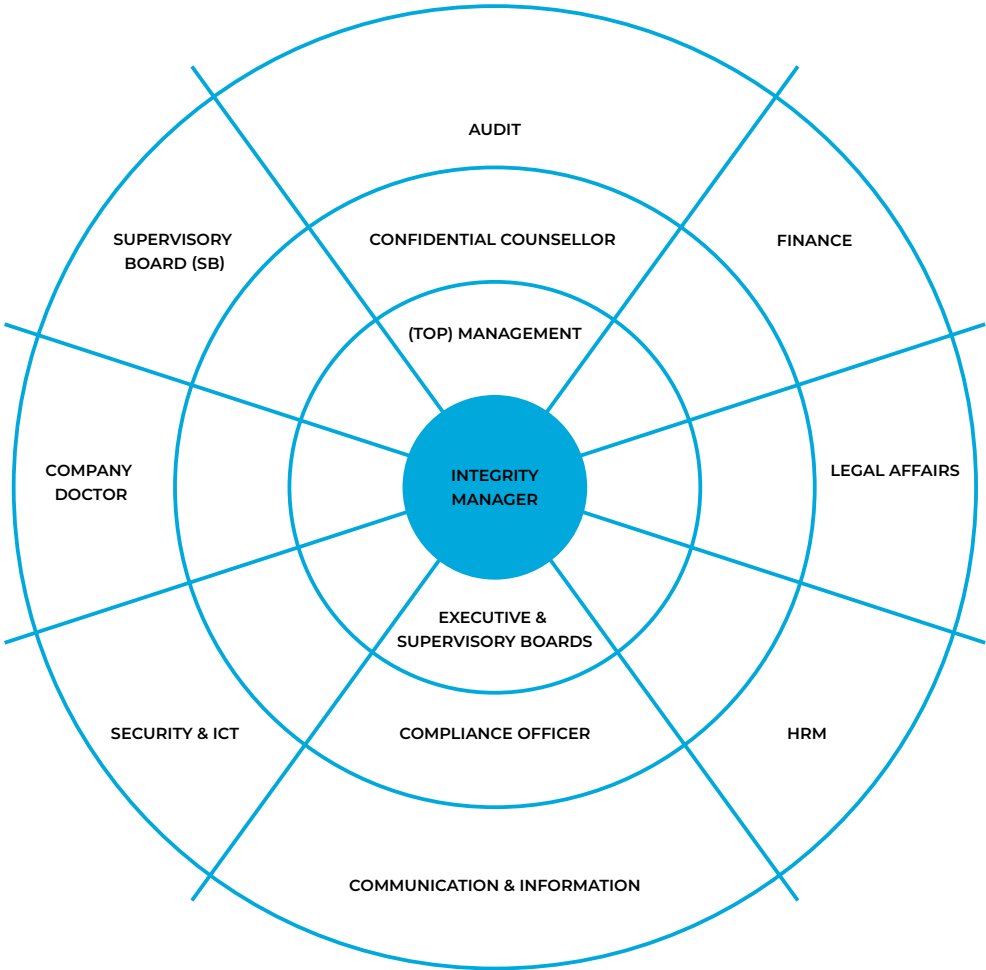 AUDIT
SUPERVISORY
BOARD (SB)
CONFIDENTIAL COUNSELLOR
FINANCE
(TOP) MANAGEMENT
COMPANY
DOCTOR
INTEGRITY
MANAGER
LEGAL AFFAIRS
EXECUTIVE &
SUPERVISORY BOARDS
SECURITY & ICT
COMPLIANCE OFFICER
HRM
COMMUNICATION & INFORMATION